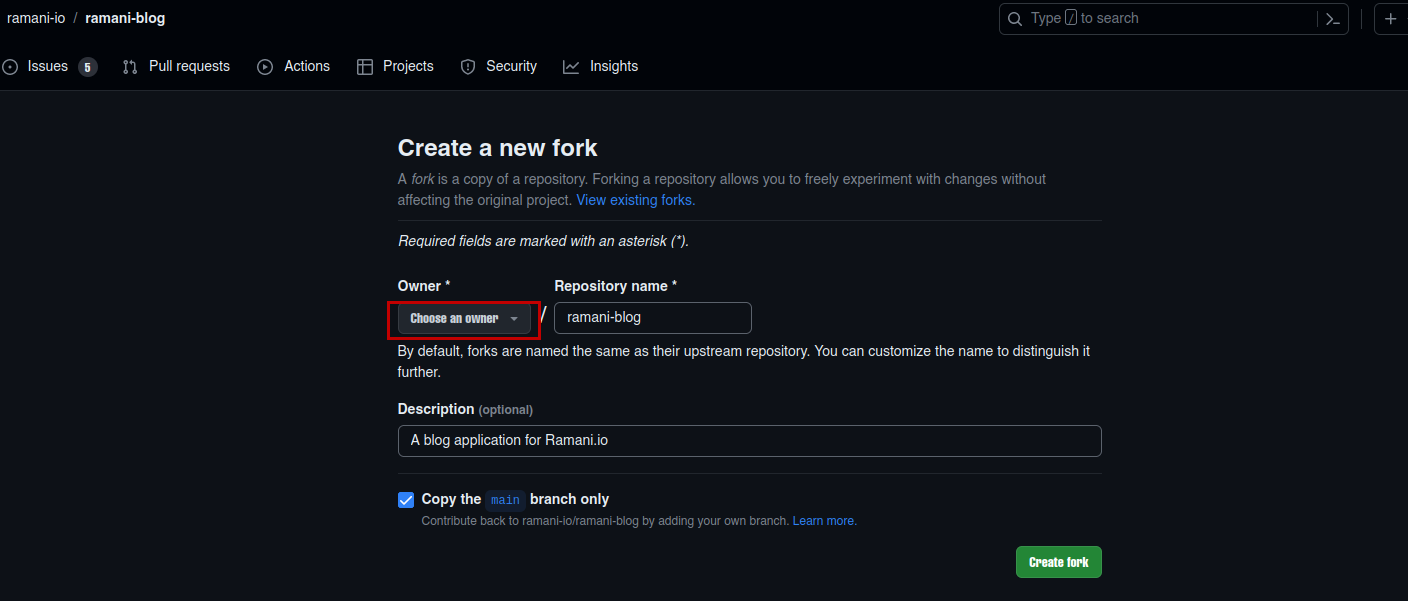 ramani-io / ramani-blog
Type / to search
Issues 5 Pull requests Actions Projects Security Insights
Create a new fork
A fork is a copy of a repository. Forking a repository allows you to freely experiment with changes without
affecting the original project. View existing forks.
Required fields are marked with an asterisk (*).
Owner * Repository name *
Choose an owner / ramani-blog
By default, forks are named the same as their upstream repository. You can customize the name to distinguish it
further.
Description (optional)
A blog application for Ramani.io
Copy the main branch only
Contribute back to ramani-io/ramani-blog by adding your own branch. Learn more.
Create fork